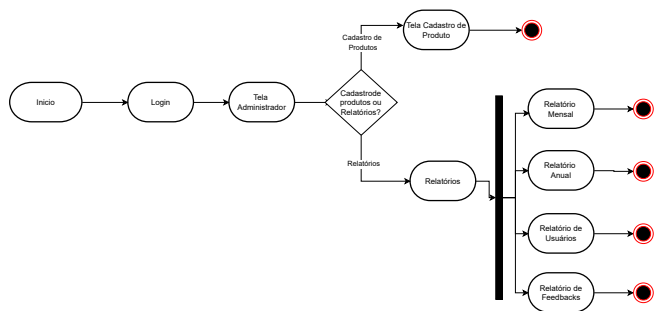 Cadastro de
Produtos
Tela Cadastro de
Produto
Inicio
Login
Tela
Administrador
Cadastrode
produtos ou
Relatórios?
Relatórios
Relatórios
Relatório
Mensal
Relatório
Anual
Relatório de
Usuários
Relatório de
Feedbacks